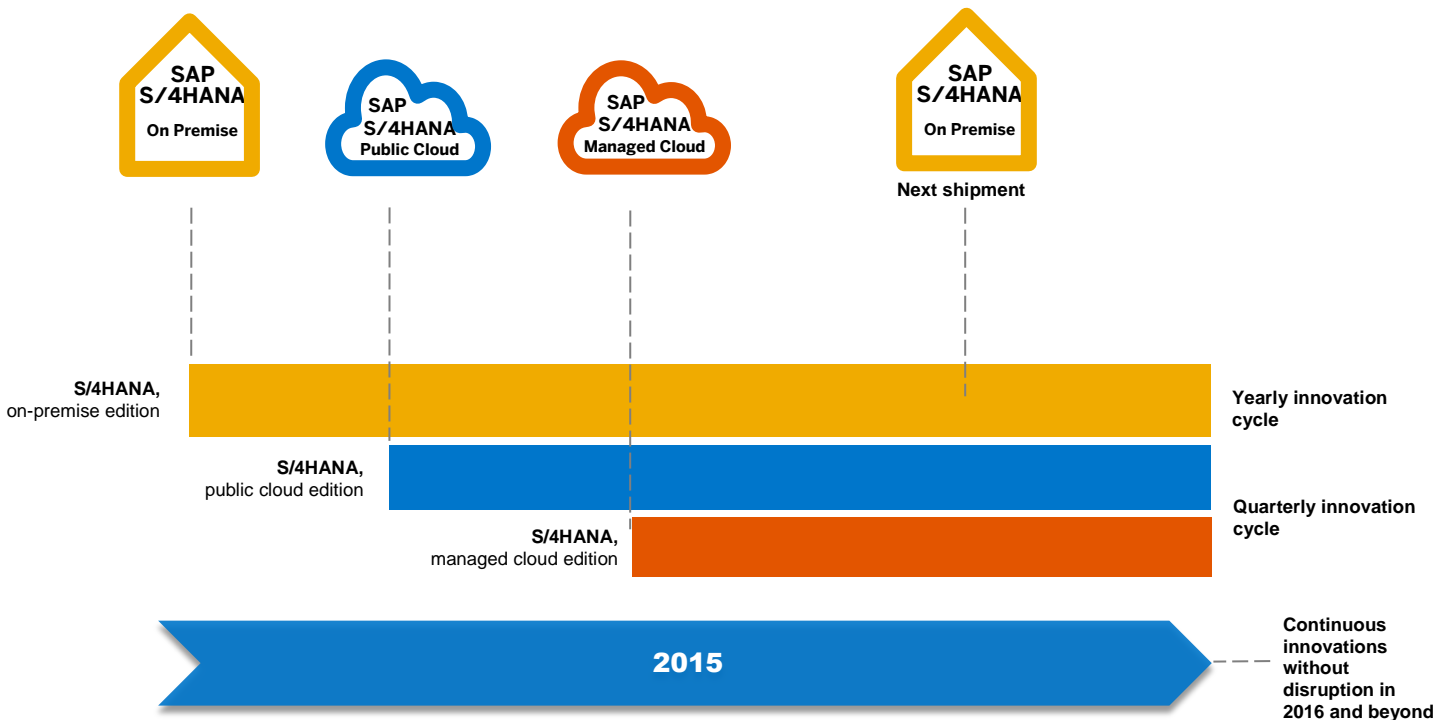 SAP
S/4HANA
On Premise
SAP
S/4HANA
Public Cloud
SAP
S/4HANA
Managed Cloud
SAP
S/4HANA
On Premise
Next shipment
S/4HANA,
on-premise edition
Yearly innovation
cycle
S/4HANA,
public cloud edition
Quarterly innovation
cycle
S/4HANA,
managed cloud edition
2015
Continuous
innovations
without
disruption in
2016 and beyond